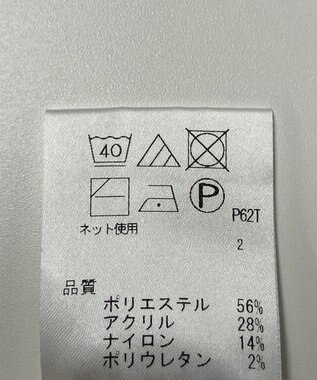 40
P
P62T
ネット使用
2
品質
ポリエステル 56%
アクリル 28%
ナイロン 14%
ポリウレタン 2%